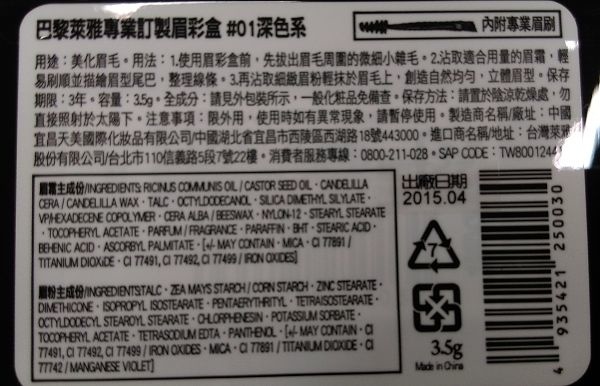 巴黎萊雅專業訂製眉彩盒 #01深色系
內附專業眉刷
用途：美化眉毛。用法：1.使用眉彩盒前，先拔出眉毛周圍的微細小雜毛。2.沾取適合用量的眉霜，輕
易刷順並描繪眉型尾巴，整理線條。3.再沾取細緻眉粉輕抹於眉毛上，創造自然均勻，立體眉型。保存
期限：3年。容量：3.5g。全成分：請見外包裝所示，一般化粧品免備查。保存方法：請置於陰涼乾燥處，勿
直接照射於太陽下。注意事項：限外用，使用時如有異常現象，請暫停使用。製造商名稱/廠址：中國
宜昌天美國際化妝品有限公司/中國湖北省宜昌市西陵區西湖路18號443000。進口商名稱/地址：台灣萊雅
股份有限公司/台北市110信義路5段7號22樓。消費者服務專線：0800-211-028。SAP CODE：TW8001244
眉霜主成份/INGREDIENTS: RICINUS COMMUNIS OIL / CASTOR SEED OIL · CANDELILLA
CERA / CANDELILLA WAX · TALC · OCTYLDODECANOL · SILICA DIMETHYL SILYLATE ·
VP/HEXADECENE COPOLYMER · CERA ALBA / BEESWAX · NYLON-12 · STEARYL STEARATE
· TOCOPHERYL ACETATE · PARFUM / FRAGRANCE · PARAFFIN · BHT · STEARIC ACID ·
BEHENIC ACID · ASCORBYL PALMITATE · [+/- MAY CONTAIN · MICA · CI 77891 /
TITANIUM DIOXIDE · CI 77491, CI 77492, CI 77499 / IRON OXIDES]
眉粉主成份/INGREDIENTS:TALC · ZEA MAYS STARCH / CORN STARCH · ZINC STEARATE ·
DIMETHICONE · ISOPROPYL ISOSTEARATE · PENTAERYTHRITYL · TETRAISOSTEARATE ·
OCTYLDODECYL STEAROYL STEARATE · CHLORPHENESIN · POTASSIUM SORBATE ·
TOCOPHERYL ACETATE · TETRASODIUM EDTA · PANTHENOL · [+/- MAY CONTAIN · CI
77491, CI 77492, CI 77499 / IRON OXIDES · MICA · CI 77891 / TITANIUM DIOXIDE · CI
77742 / MANGANESE VIOLET]
出廠日期
2015.04
7
3.5g
Made in China
4 935421 250030